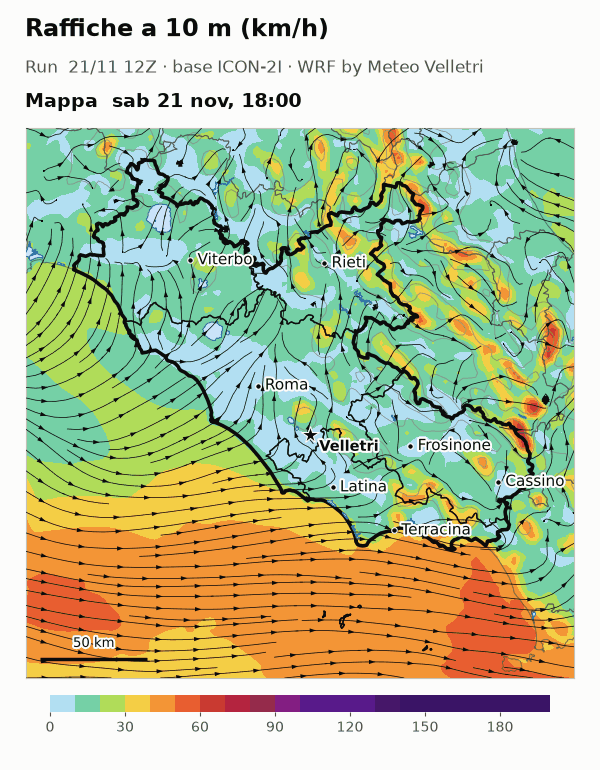 Raffiche a 10 m (km/h)
Run 21/11 12Z · base ICON-2I · WRF by Meteo Velletri
Mappa sab 21 nov, 18:00
Viterbo
Rieti
Roma
Velletri
Frosinone
Latina
Cassino
Terracina
50 km
0 30 60 90 120 150 180